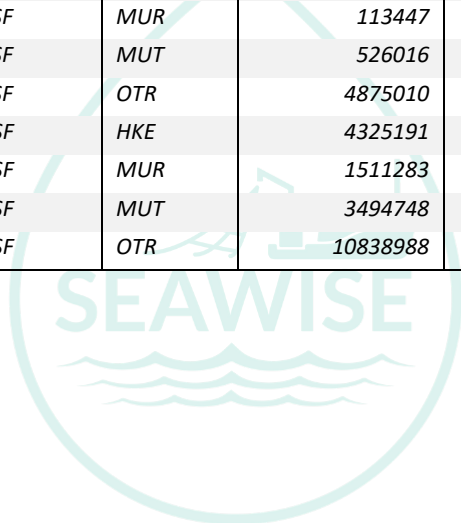 SF MUR 113447
SF MUT 526016
SF OTR 4875010
SF HKE 4325191
SF MUR 1511283
SF MUT 3494748
SF OTR 10838988
SEAWISE